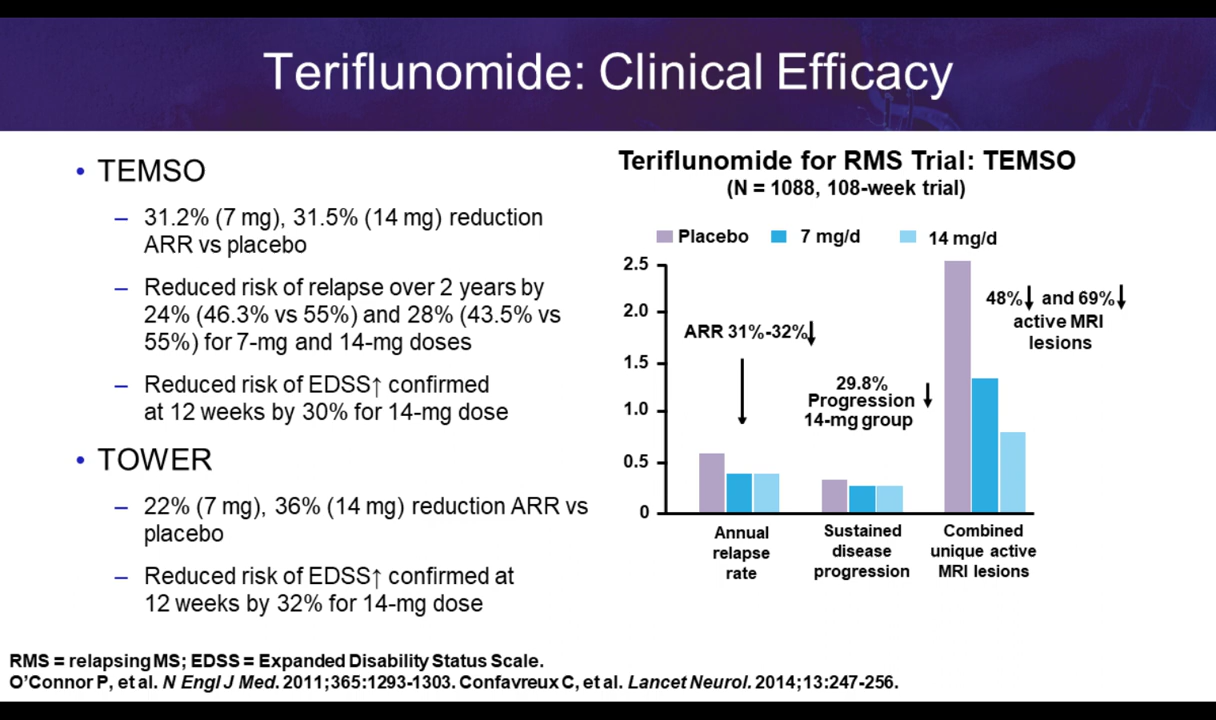 Teriflunomide: Clinical Efficacy
• TEMSO
– 31.2% (7 mg), 31.5% (14 mg) reduction
ARR vs placebo
– Reduced risk of relapse over 2 years by
24% (46.3% vs 55%) and 28% (43.5% vs
55%) for 7-mg and 14-mg doses
– Reduced risk of EDSS↑ confirmed
at 12 weeks by 30% for 14-mg dose
• TOWER
– 22% (7 mg), 36% (14 mg) reduction ARR vs
placebo
– Reduced risk of EDSS↑ confirmed at
12 weeks by 32% for 14-mg dose
Teriflunomide for RMS Trial: TEMSO
(N = 1088, 108-week trial)
Placebo 7 mg/d 14 mg/d
2.5
2.0
1.5
1.0
0.5
0
ARR 31%-32%↓
29.8%
Progression ↓
14-mg group
48%↓ and 69%↓
active MRI
lesions
Annual
relapse
rate
Sustained
disease
progression
Combined
unique active
MRI lesions
RMS = relapsing MS; EDSS = Expanded Disability Status Scale.
O'Connor P, et al. N Engl J Med. 2011;365:1293-1303. Confavreux C, et al. Lancet Neurol. 2014;13:247-256.